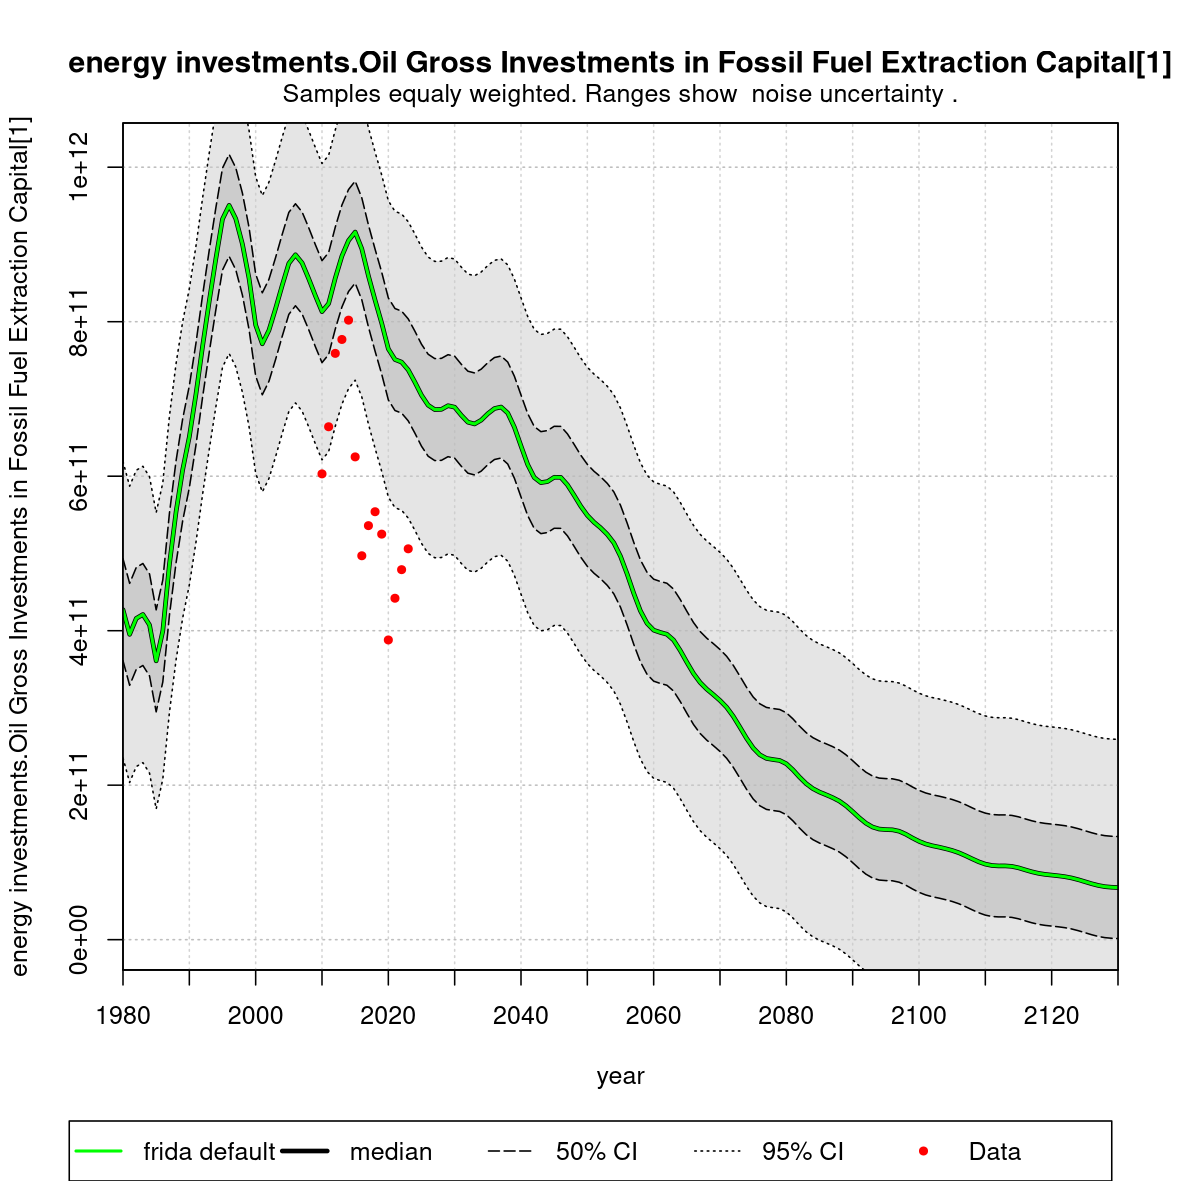 energy investments.Oil Gross Investments in Fossil Fuel Extraction Capital[1]
Samples equaly weighted. Ranges show  noise uncertainty .
energy investments.Oil Gross Investments in Fossil Fuel Extraction Capital[1]
1e+12
8e+11
6e+11
4e+11
2e+11
0e+00
1980 2000 2020 2040 2060 2080 2100 2120
year
frida default median 50% CI 95% CI Data